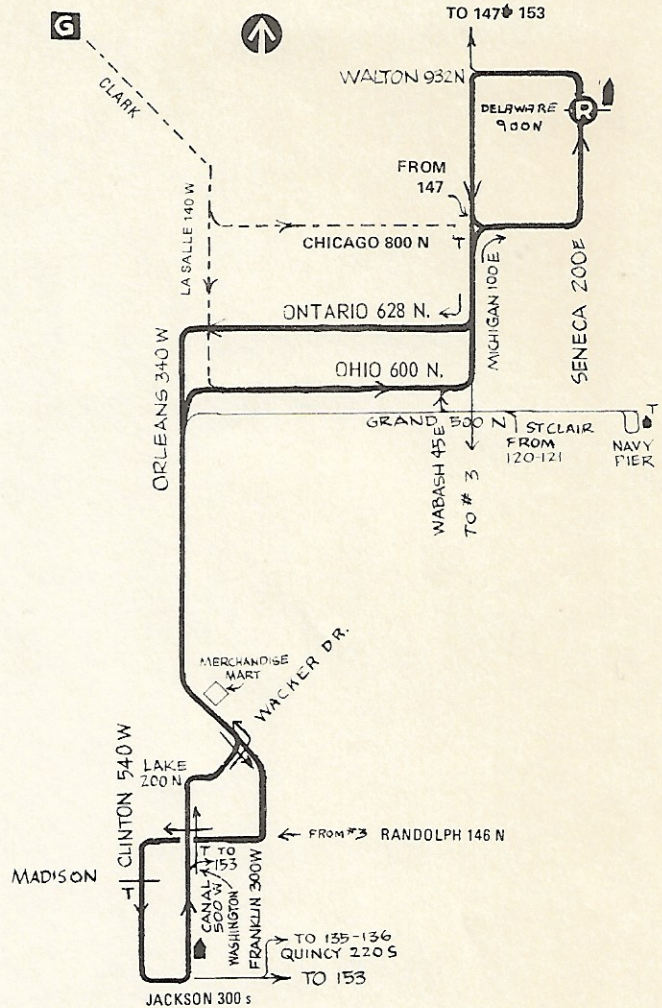 G
TO 147 153
WALTON 932N
CLARK
DELAWARE
900N
R
FROM
147
LA SALLE 140 W
CHICAGO 800 N
T
MICHIGAN 100E
SENECA 200E
ONTARIO 628 N.
ORLEANS 340 W
OHIO 600 N.
GRAND 500 N
WABASH 45E
TO # 3
ST CLAIR
FROM
120-121
T
NAVY
PIER
MERCHANDISE
MART
WACKER DR.
CLINTON 540 W
LAKE
200 N
FROM #3 RANDOLPH 146 N
MADISON
T
T TO
153
CANAL
500 W
WASHINGTON
FRANKLIN 300W
TO 135-136
QUINCY 220 S
TO 153
JACKSON 300 s